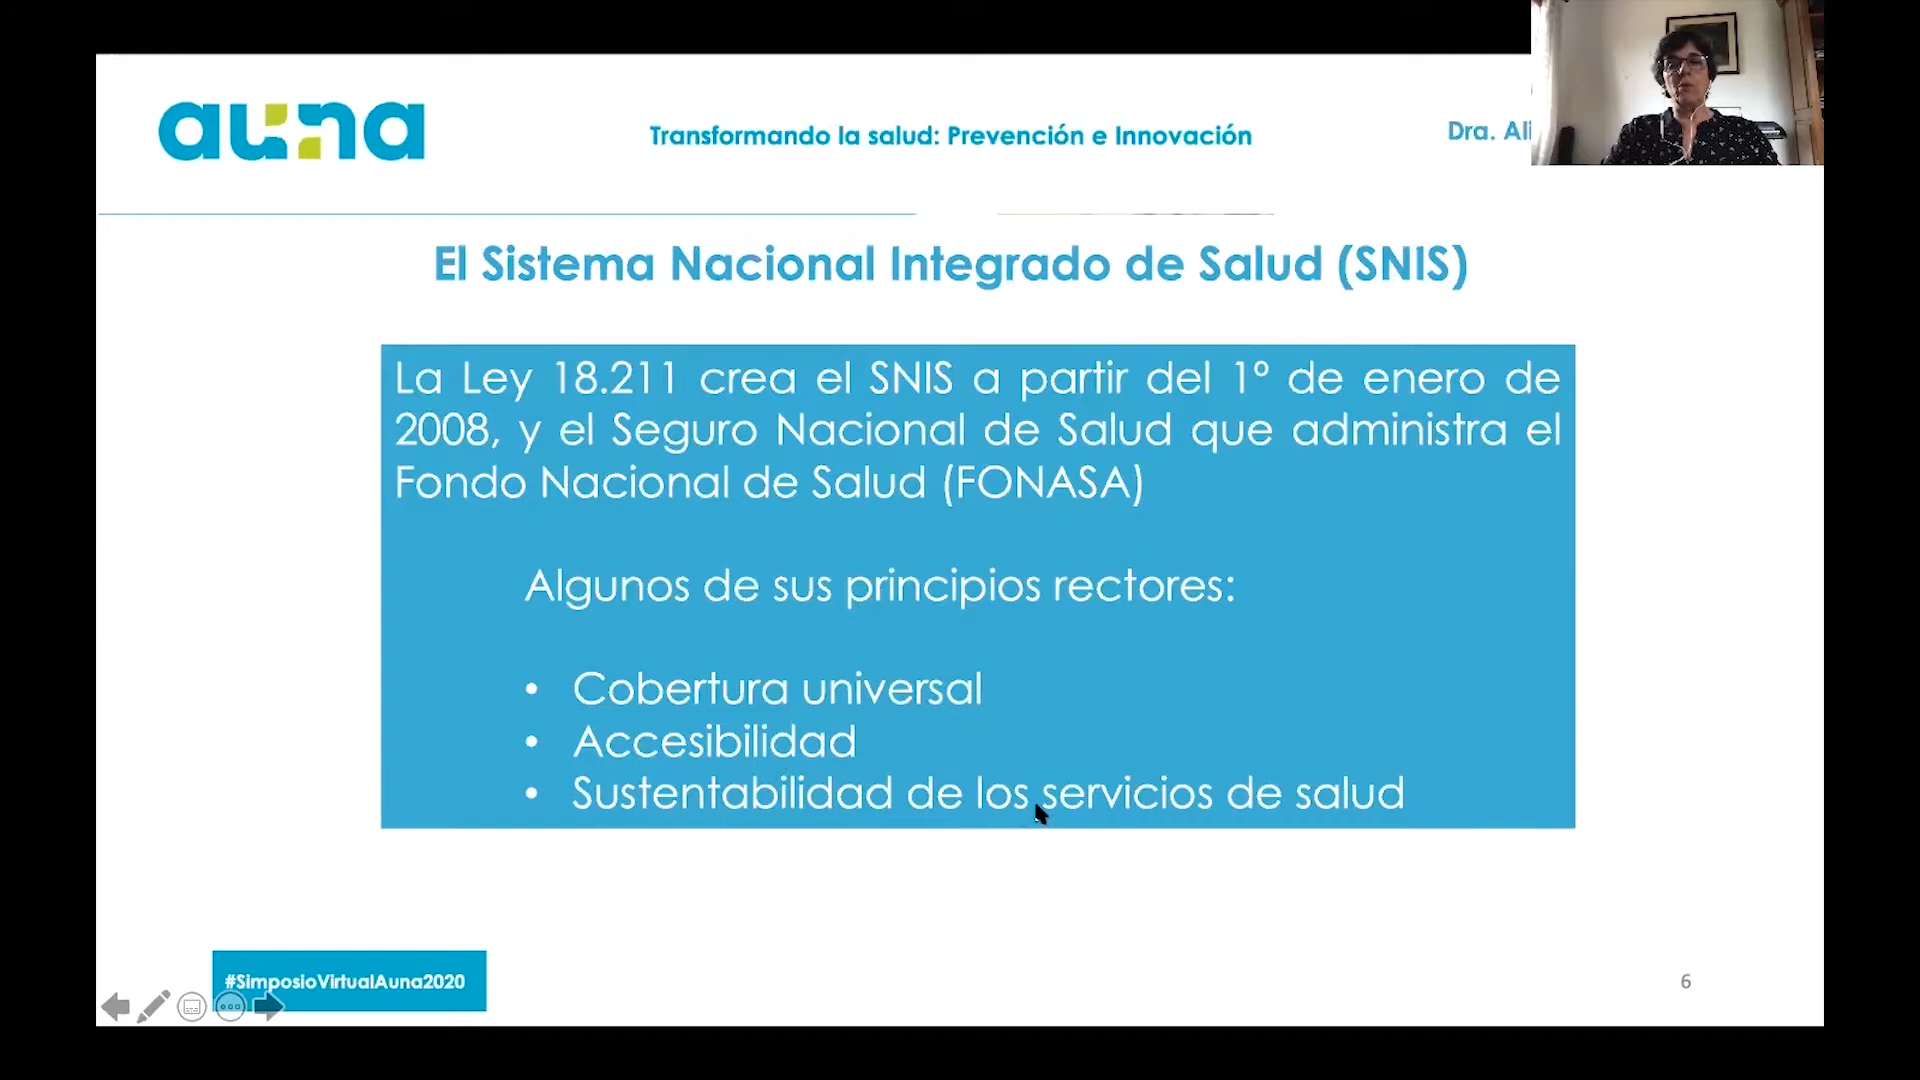 auna
Transformando la salud: Prevención e Innovación
Dra. Ali
El Sistema Nacional Integrado de Salud (SNIS)
La Ley 18.211 crea el SNIS a partir del 1º de enero de
2008, y el Seguro Nacional de Salud que administra el
Fondo Nacional de Salud (FONASA)
Algunos de sus principios rectores:
• Cobertura universal
• Accesibilidad
• Sustentabilidad de los servicios de salud
#SimposioVirtualAuna2020
6